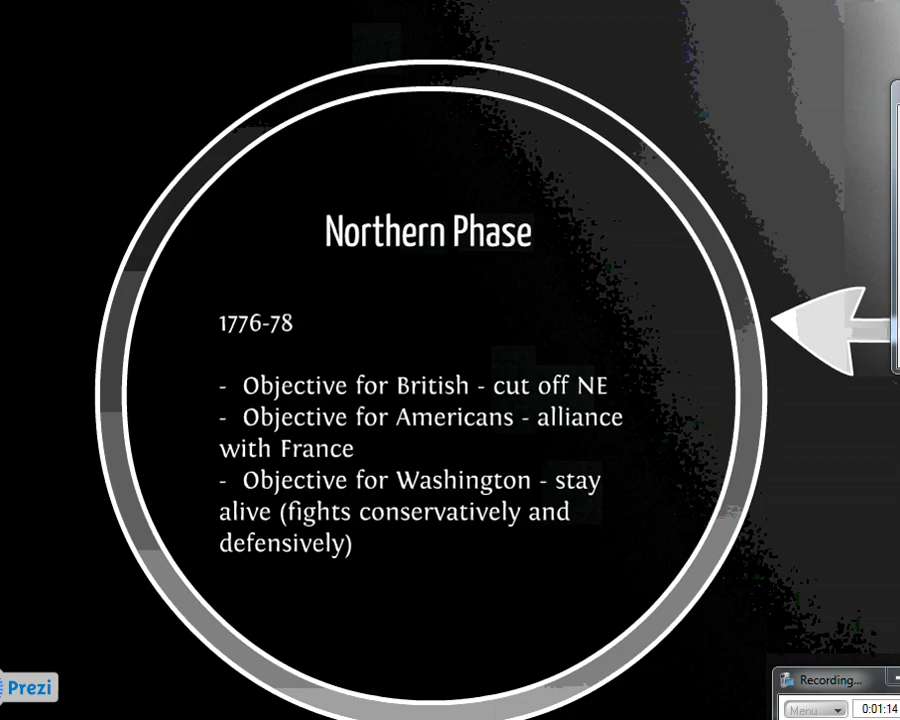 Northern Phase
1776-78
- Objective for British - cut off NE
- Objective for Americans - alliance
with France
- Objective for Washington - stay
alive (fights conservatively and
defensively)
Prezi
Recording...
Menu
0:01:14